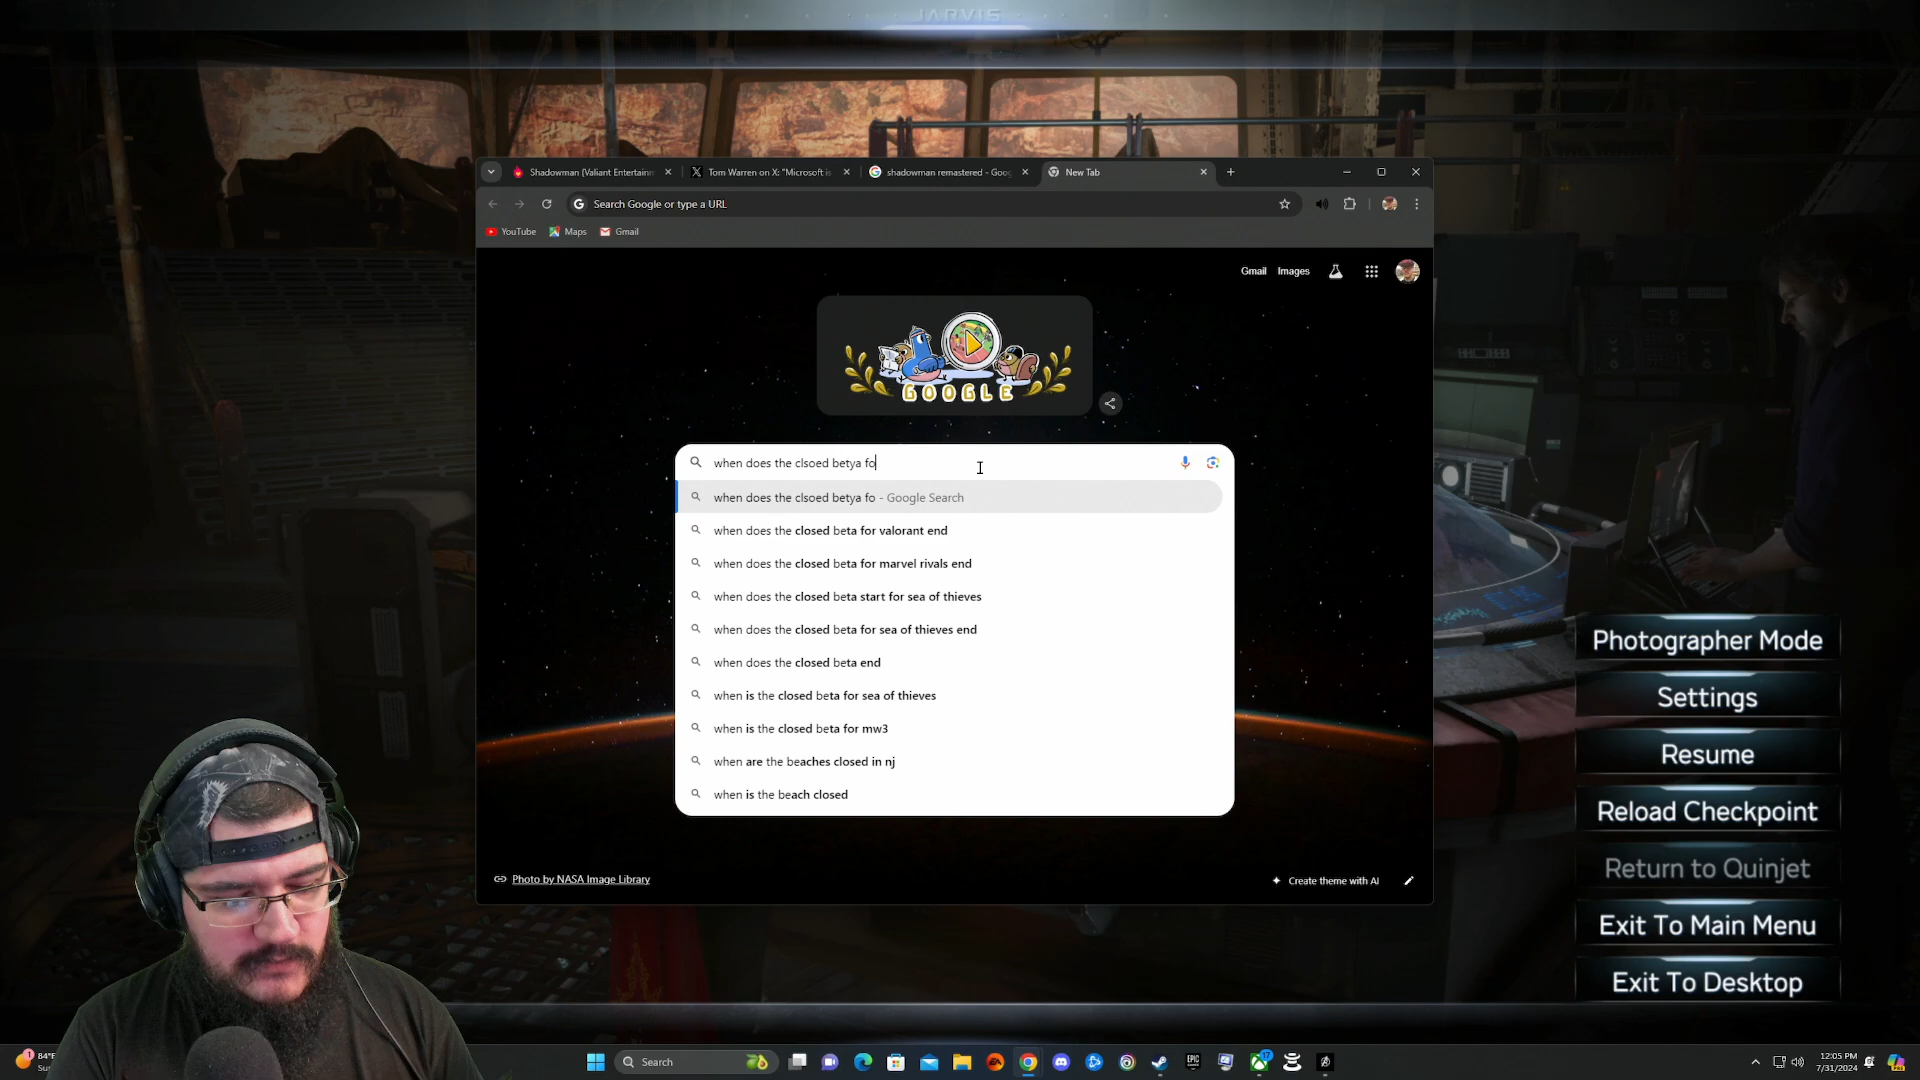 JARVIS
Shadowman (Valiant Entertainm
Tom Warren on X: "Microsoft is
shadowman remastered - Goog
New Tab
Search Google or type a URL
YouTube
Maps
Gmail
Gmail
Images
GOOGLE
when does the clsoed betya fo
when does the clsoed betya fo - Google Search
when does the closed beta for valorant end
when does the closed beta for marvel rivals end
when does the closed beta start for sea of thieves
when does the closed beta for sea of thieves end
when does the closed beta end
when is the closed beta for sea of thieves
when is the closed beta for mw3
when are the beaches closed in nj
when is the beach closed
Photo by NASA Image Library
Create theme with AI
Photographer Mode
Settings
Resume
Reload Checkpoint
Return to Quinjet
Exit To Main Menu
Exit To Desktop
1
84°F
Sun
Search
EA
EPIC
GAMES
17
12:05 PM
7/31/2024
PRE